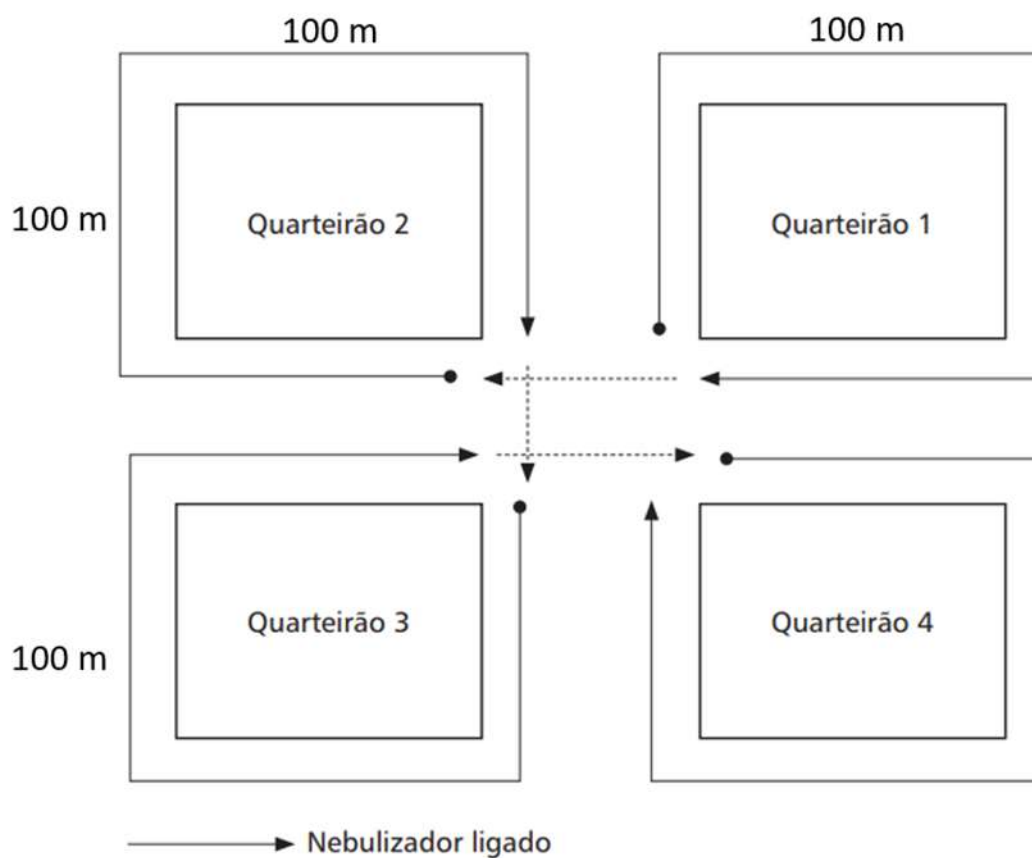 100 m
100 m
Quarteirão 2
Quarteirão 1
100 m
Quarteirão 3
Quarteirão 4
100 m
Nebulizador ligado